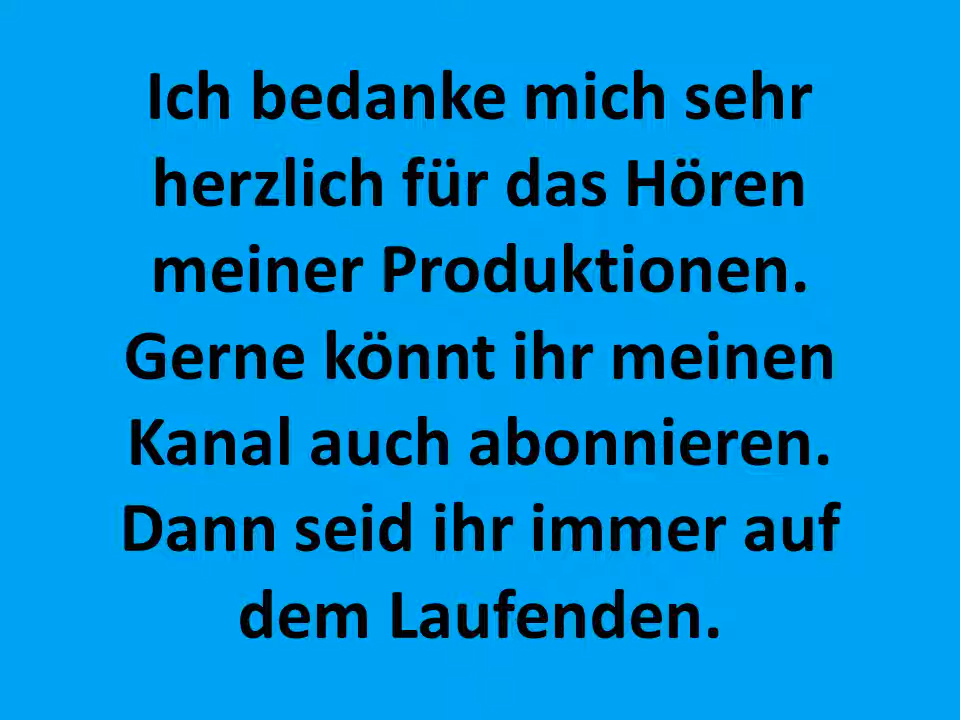 Ich bedanke mich sehr
herzlich für das Hören
meiner Produktionen.
Gerne könnt ihr meinen
Kanal auch abonnieren.
Dann seid ihr immer auf
dem Laufenden.